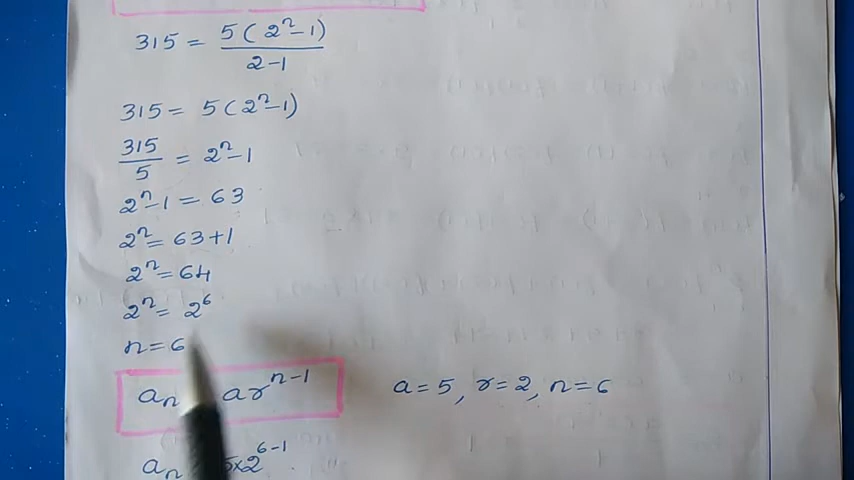 315 = 5(2ⁿ-1)/2-1
315 = 5(2ⁿ-1)
315/5 = 2ⁿ-1
2ⁿ-1 = 63
2ⁿ = 63+1
2ⁿ = 64
2ⁿ = 2⁶
n = 6
aₙ arⁿ⁻¹ a = 5, r = 2, n = 6
aₙ 5×2⁶⁻¹